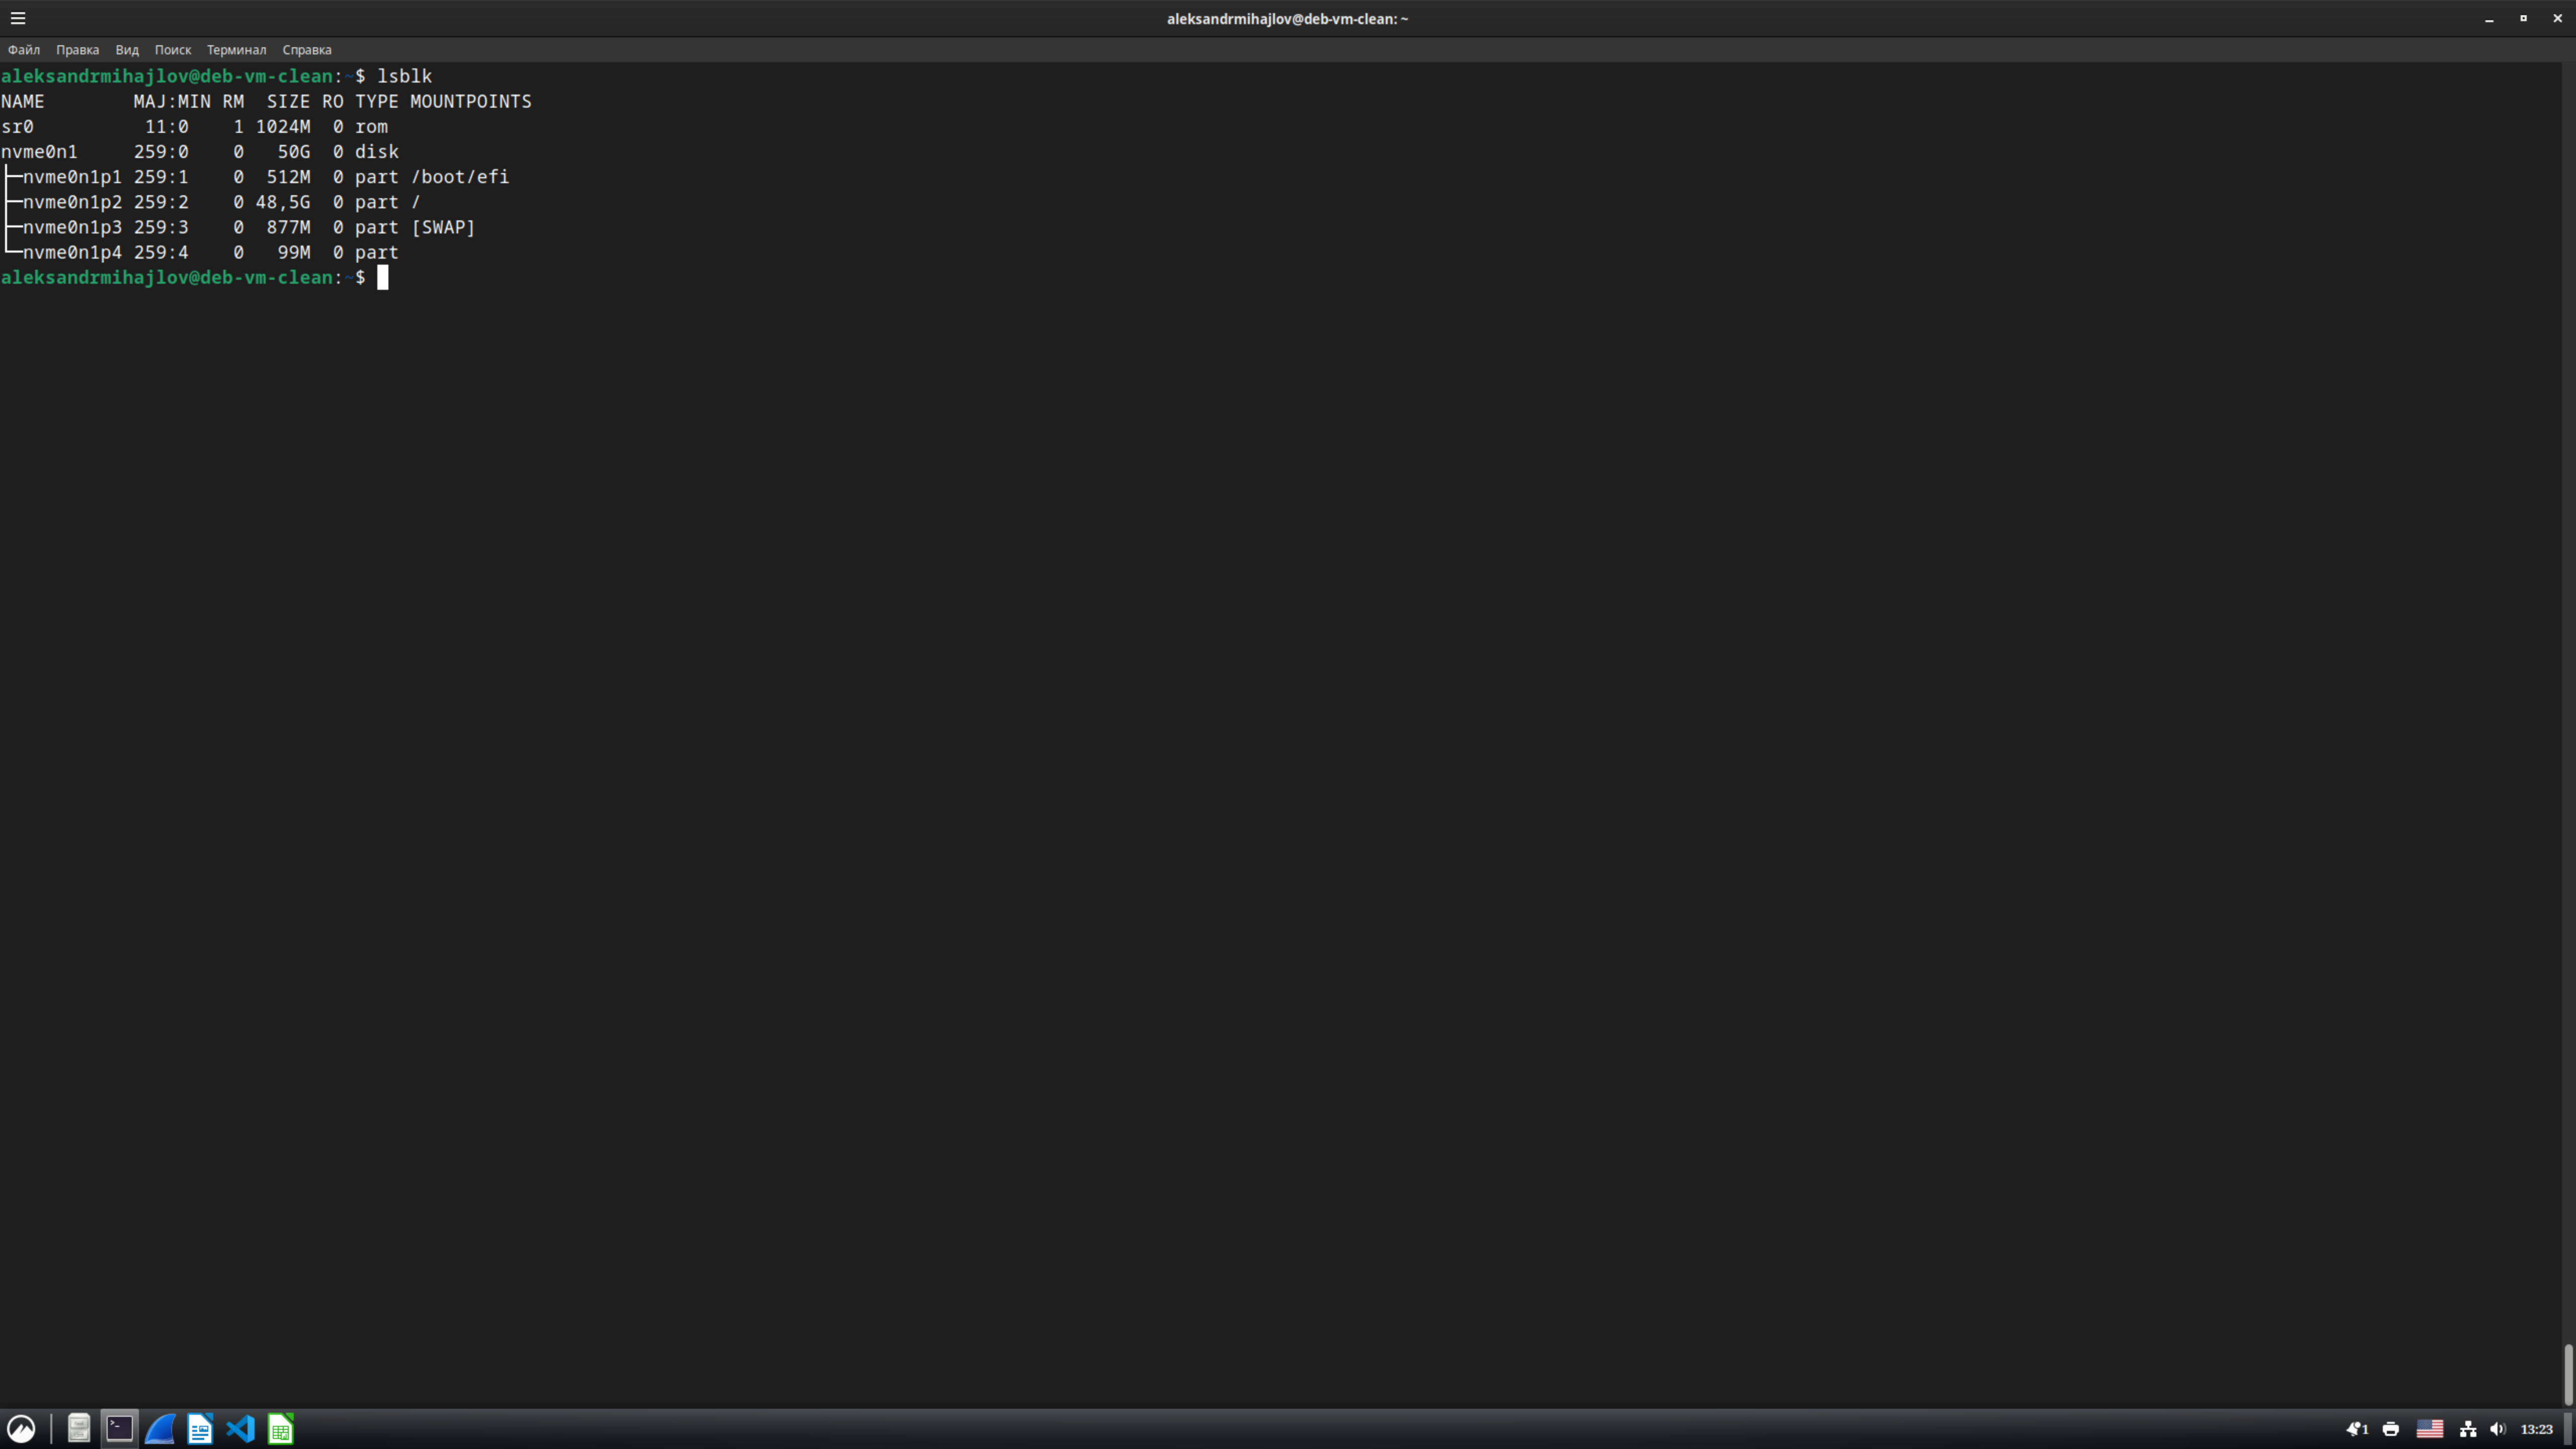 aleksandrmihajlov@deb-vm-clean: ~
Файл Правка Вид Поиск Терминал Справка
aleksandrmihajlov@deb-vm-clean:~$ lsblk
NAME        MAJ:MIN RM  SIZE RO TYPE MOUNTPOINTS
sr0          11:0    1 1024M  0 rom
nvme0n1     259:0    0   50G  0 disk
├─nvme0n1p1 259:1    0  512M  0 part /boot/efi
├─nvme0n1p2 259:2    0 48,5G  0 part /
├─nvme0n1p3 259:3    0  877M  0 part [SWAP]
└─nvme0n1p4 259:4    0   99M  0 part
aleksandrmihajlov@deb-vm-clean:~$
1 13:23